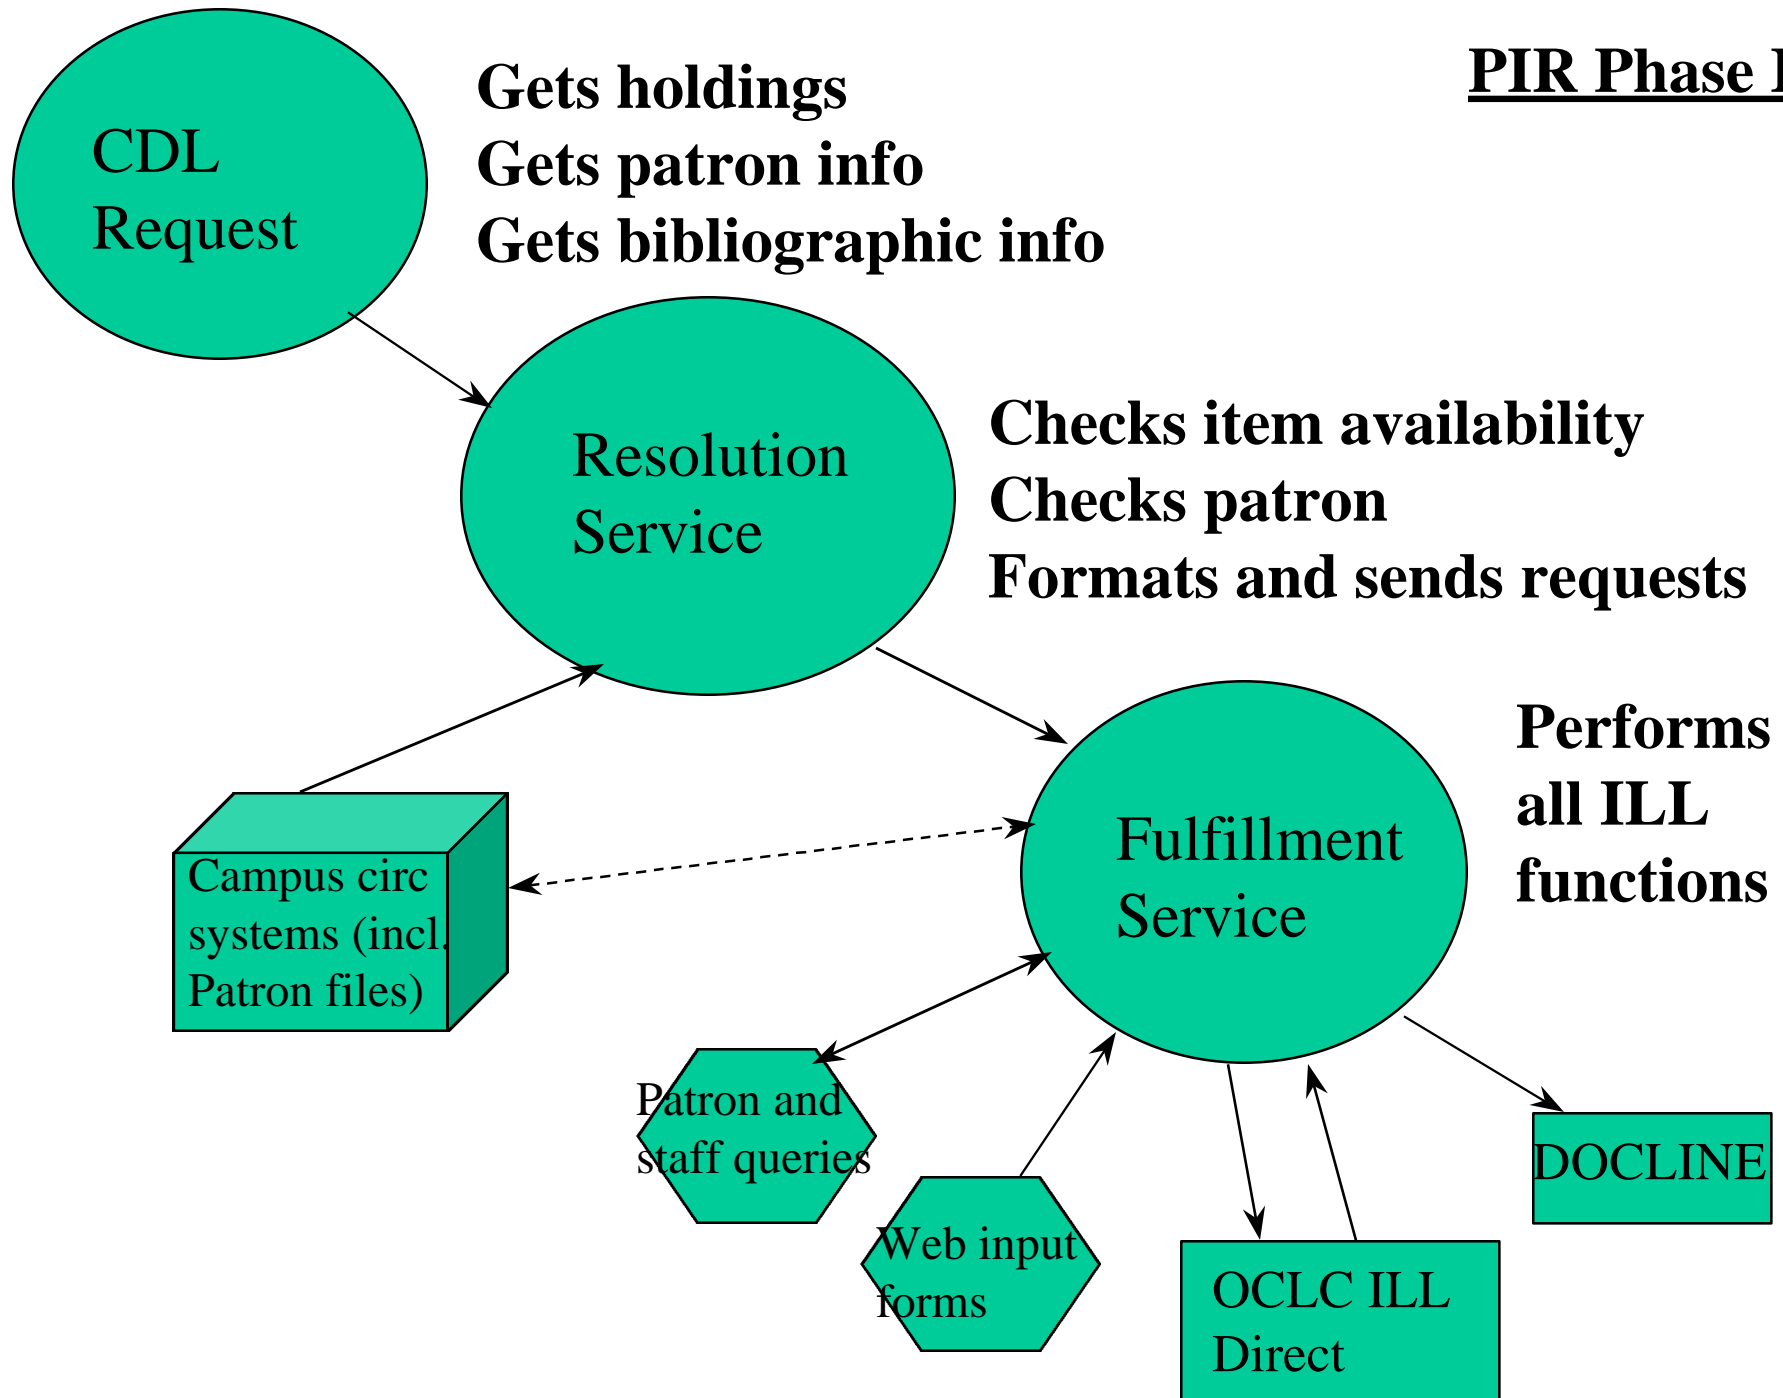 PIR Phase I
CDL
Request
Gets holdings
Gets patron info
Gets bibliographic info
Resolution
Service
Checks item availability
Checks patron
Formats and sends requests
Campus circ
systems (incl.
Patron files)
Fulfillment
Service
Performs
all ILL
functions
Patron and
staff queries
Web input
forms
OCLC ILL
Direct
DOCLINE